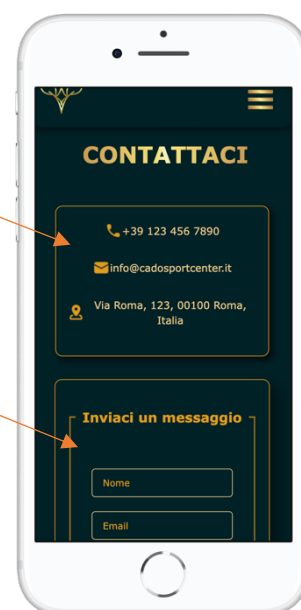 CONTATTACI
+39 123 456 7890
info@cadosportcenter.it
Via Roma, 123, 00100 Roma,
Italia
Inviaci un messaggio
Nome
Email